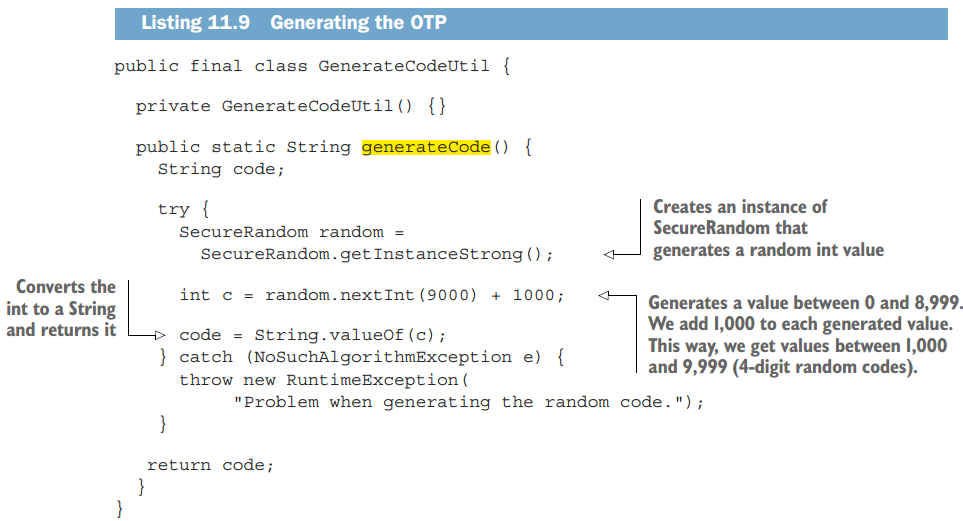 Listing 11.9 Generating the OTP
public final class GenerateCodeUtil {
private GenerateCodeUtil() {}
public static String generateCode() {
String code;
try {
SecureRandom random =
SecureRandom.getInstanceStrong();
Creates an instance of
SecureRandom that
generates a random int value
int c = random.nextInt(9000) + 1000;
Generates a value between 0 and 8,999.
We add 1,000 to each generated value.
This way, we get values between 1,000
and 9,999 (4-digit random codes).
Converts the
int to a String
and returns it
code = String.valueOf(c);
} catch (NoSuchAlgorithmException e) {
throw new RuntimeException(
"Problem when generating the random code.");
}
return code;
}
}